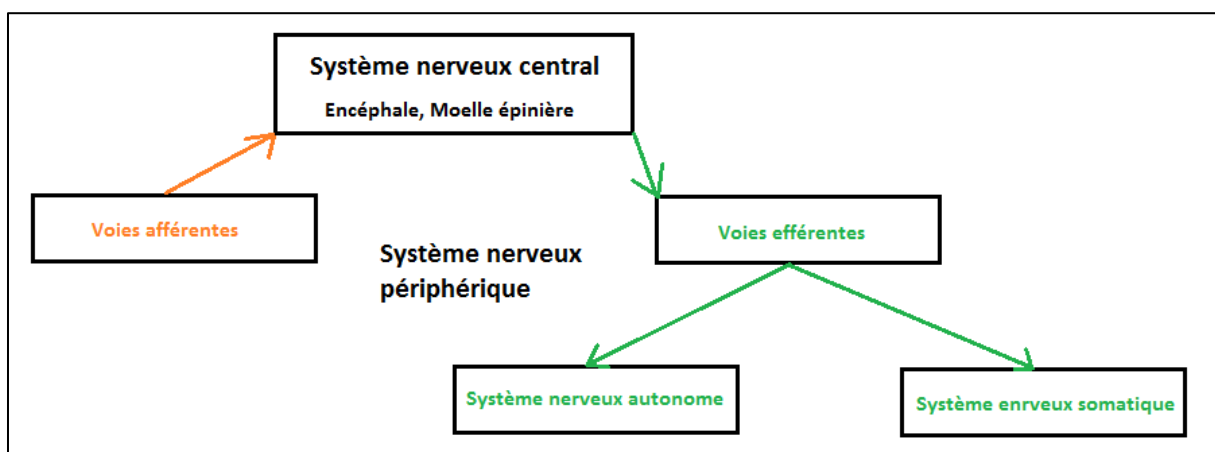 Système nerveux central
Encéphale, Moelle épinière
Voies afférentes
Voies efférentes
Système nerveux
périphérique
Système nerveux autonome
Système enrveux somatique